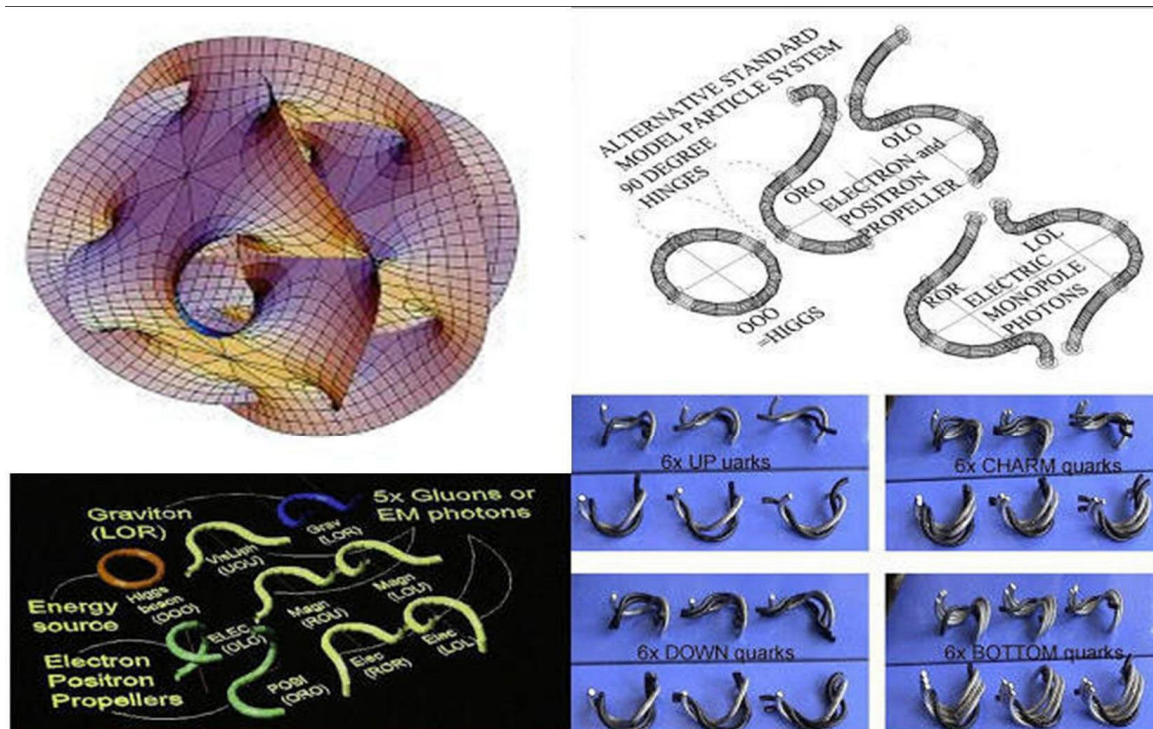 ALTERNATIVE STANDARD
MODEL PARTICLE SYSTEM
90 DEGREE
HINGES
ORO
OLO
ELECTRON and
POSITRON
PROPELLER
OOO
=HIGGS
ROR
LOL
ELECTRIC
MONOPOLE
PHOTONS
Graviton
(LOR)
Grav
(LOR)
5x Gluons or
EM photons
VisLiph
(UOU)
Higgs
(OOO)
Energy
source
Magn
(ROU)
Magn
(LOU)
ELEC
(OLO)
Electron
Positron
Propellers
POSI
(ORO)
Elec
(ROR)
Elec
(LOL)
6x UP uarks
6x CHARM quarks
6x DOWN quarks
6x BOTTOM quarks